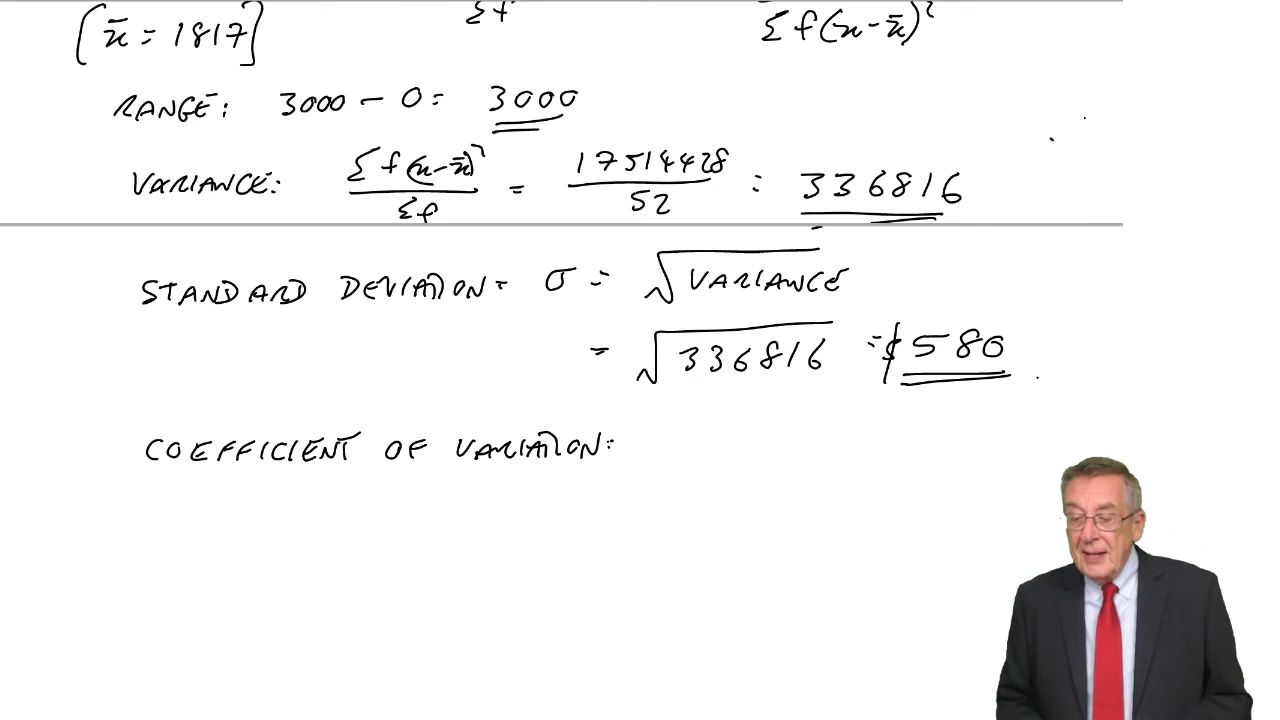 [x̄ = 1817]
Σf
Σf(x-x̄)²
RANGE: 3000 - 0 = 3000
VARIANCE: Σf(x-x̄)² / Σf = 17514428 / 52 = 336816
STANDARD DEVIATION = σ = √VARIANCE
= √336816 = $580
COEFFICIENT OF VARIATION: